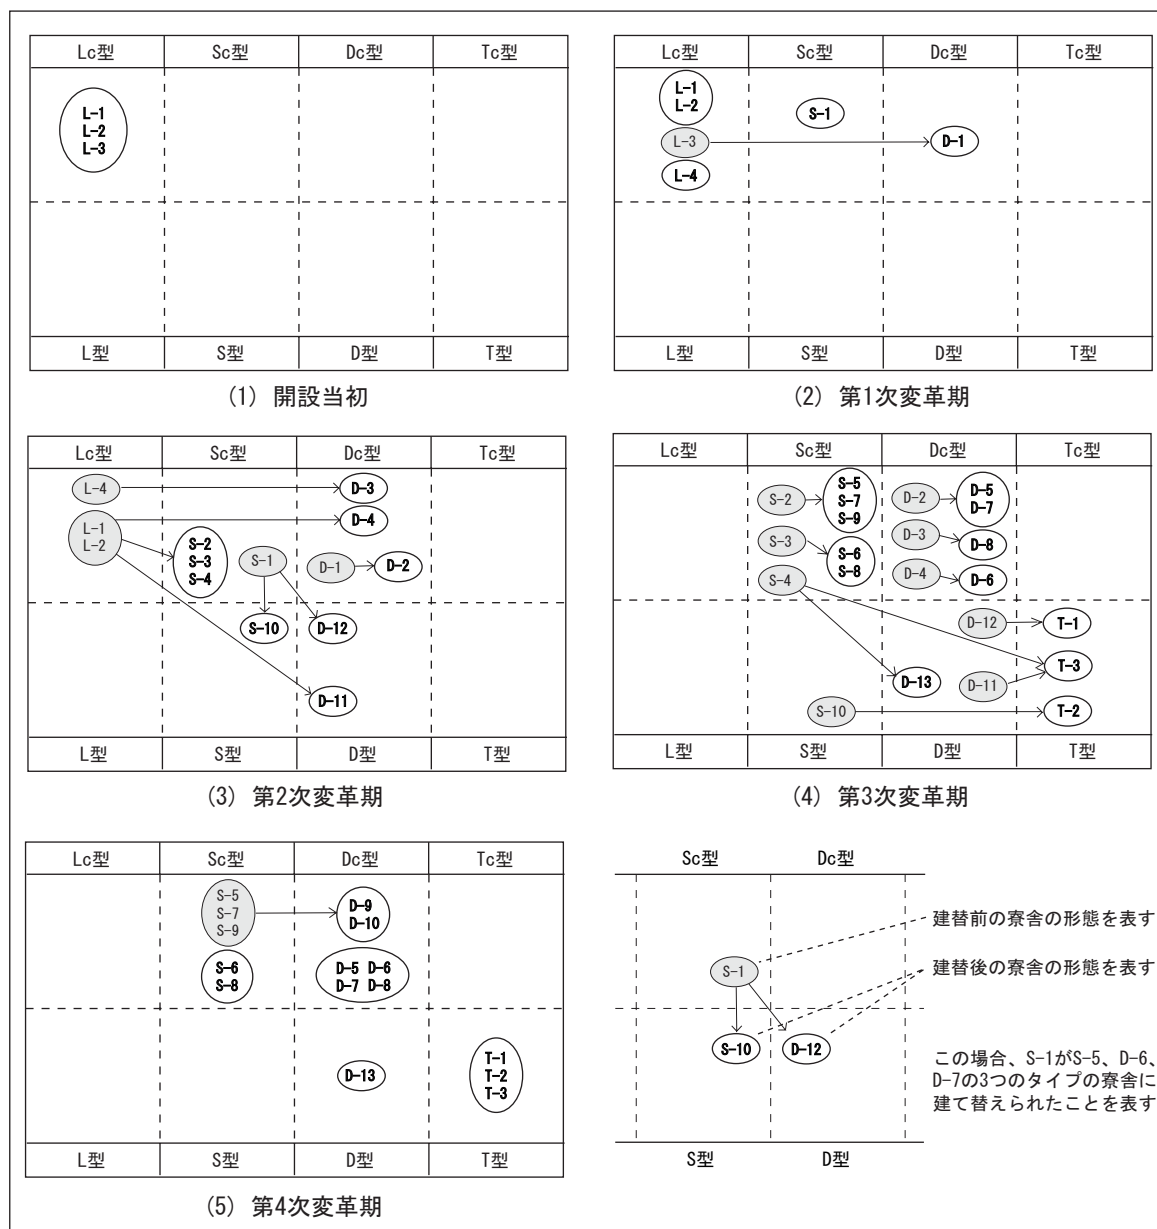 Lc型 Sc型 Dc型 Tc型
L-1
L-2
L-3
L型 S型 D型 T型
(1) 開設当初
Lc型 Sc型 Dc型 Tc型
L-1
L-2
S-1
L-3
D-1
L-4
L型 S型 D型 T型
(2) 第1次変革期
Lc型 Sc型 Dc型 Tc型
L-4
D-3
L-1
L-2
D-4
S-2
S-3
S-4
S-1
D-1
D-2
S-10
D-12
D-11
L型 S型 D型 T型
(3) 第2次変革期
Lc型 Sc型 Dc型 Tc型
S-2
S-5
S-7
S-9
D-2
D-5
D-7
S-3
S-6
S-8
D-3
D-8
S-4
D-4
D-6
D-12
T-1
T-3
D-13
D-11
S-10
T-2
L型 S型 D型 T型
(4) 第3次変革期
Lc型 Sc型 Dc型 Tc型
S-5
S-7
S-9
D-9
D-10
S-6
S-8
D-5 D-6
D-7 D-8
D-13
T-1
T-2
T-3
L型 S型 D型 T型
(5) 第4次変革期
Sc型 Dc型
S-1
S-10
D-12
S型 D型
建替前の寮舎の形態を表す
建替後の寮舎の形態を表す
この場合、S-1がS-5、D-6、
D-7の3つのタイプの寮舎に
建て替えられたことを表す